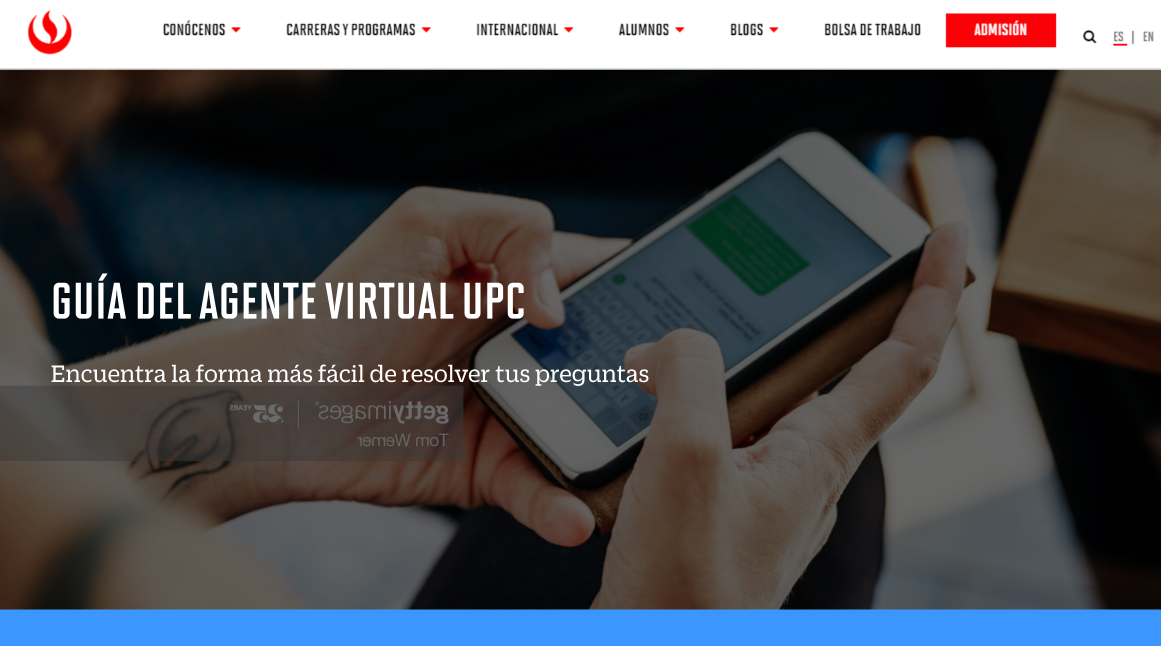 CONÓCENOS
CARRERAS Y PROGRAMAS
INTERNACIONAL
ALUMNOS
BLOGS
BOLSA DE TRABAJO
ADMISIÓN
ES | EN
GUÍA DEL AGENTE VIRTUAL UPC
Encuentra la forma más fácil de resolver tus preguntas
gettyimages® | 25 YEARS
Tom Werner